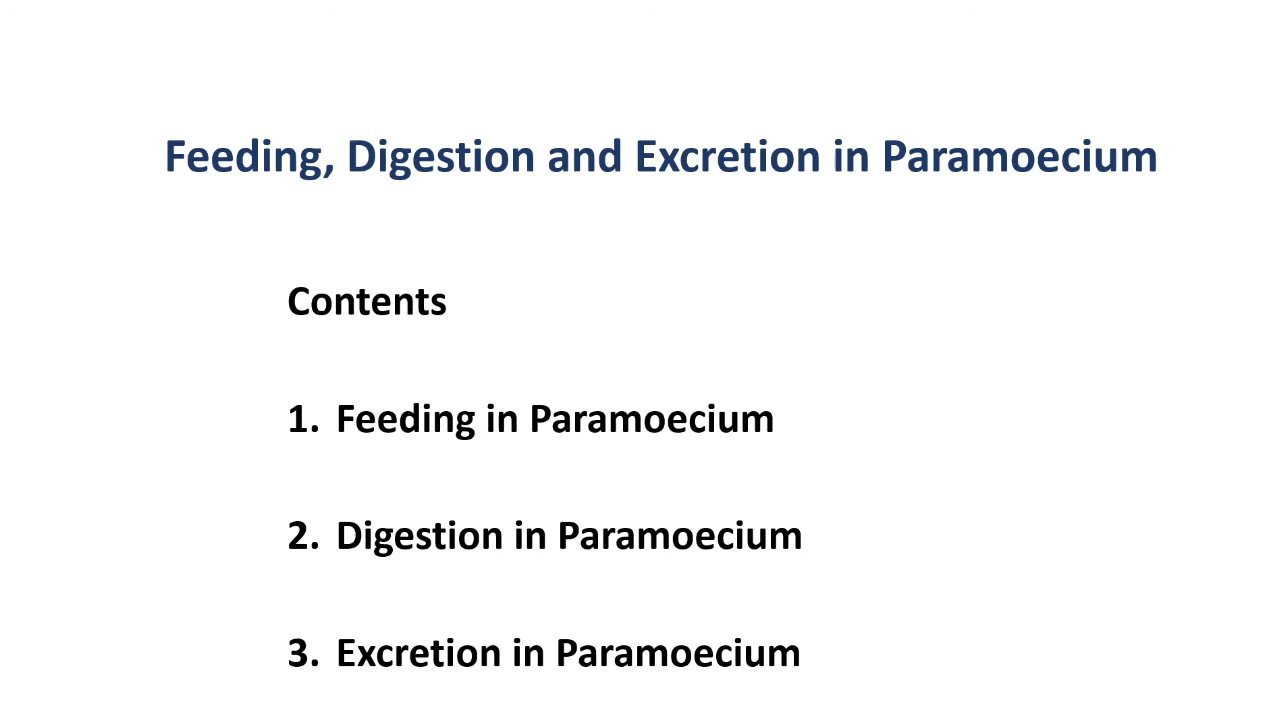 Feeding, Digestion and Excretion in Paramoecium
Contents
1. Feeding in Paramoecium
2. Digestion in Paramoecium
3. Excretion in Paramoecium